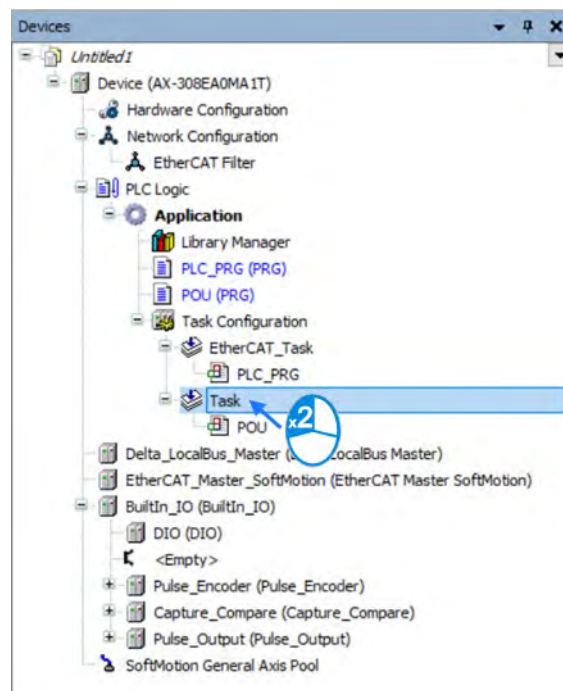 Devices
Untitled1
Device (AX-308EA0MA1T)
Hardware Configuration
Network Configuration
EtherCAT Filter
PLC Logic
Application
Library Manager
PLC_PRG (PRG)
POU (PRG)
Task Configuration
EtherCAT_Task
PLC_PRG
Task
x2
POU
Delta_LocalBus_Master ( LocalBus Master)
EtherCAT_Master_SoftMotion (EtherCAT Master SoftMotion)
BuiltIn_IO (BuiltIn_IO)
DIO (DIO)
<Empty>
Pulse_Encoder (Pulse_Encoder)
Capture_Compare (Capture_Compare)
Pulse_Output (Pulse_Output)
SoftMotion General Axis Pool